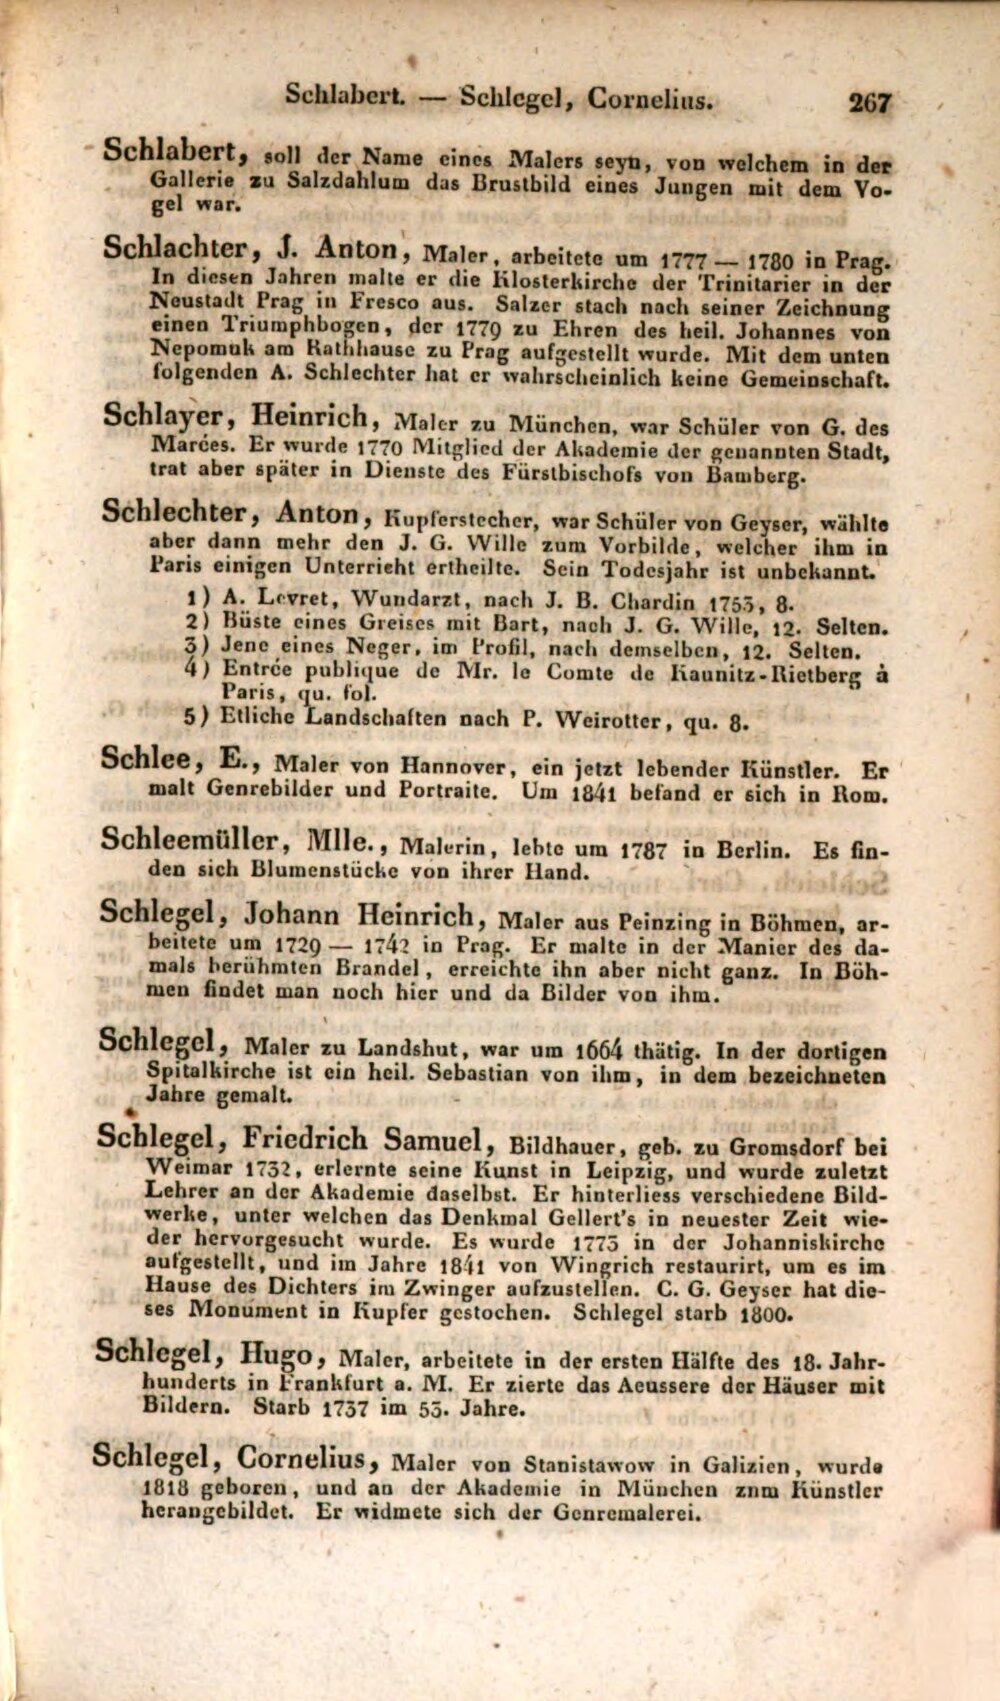 Schlabert. — Schlegel, Cornelius. 267
Schlabert, soll der Name eines Malers seyn, von welchem in der
Gallerie zu Salzdahlum das Brustbild eines Jungen mit dem Vo-
gel war.
Schlachter, J. Anton, Maler, arbeitete um 1777 — 1780 in Prag.
In diesen Jahren malte er die Klosterkirche der Trinitarier in der
Neustadt Prag in Fresco aus. Salzer stach nach seiner Zeichnung
einen Triumphbogen, der 1779 zu Ehren des heil. Johannes von
Nepomuk am Rathhause zu Prag aufgestellt wurde. Mit dem unten
folgenden A. Schlechter hat er wahrscheinlich keine Gemeinschaft.
Schlayer, Heinrich, Maler zu München, war Schüler von G. des
Marées. Er wurde 1770 Mitglied der Akademie der genannten Stadt,
trat aber später in Dienste des Fürstbischofs von Bamberg.
Schlechter, Anton, Kupferstecher, war Schüler von Geyser, wählte
aber dann mehr den J. G. Wille zum Vorbilde, welcher ihm in
Paris einigen Unterricht ertheilte. Sein Todesjahr ist unbekannt.
1) A. Levret, Wundarzt, nach J. B. Chardin 1753, 8.
2) Büste eines Greises mit Bart, nach J. G. Wille, 12. Selten.
3) Jene eines Neger, im Profil, nach demselben, 12. Selten.
4) Entrée publique de Mr. le Comte de Kaunitz-Rietberg à
Paris, qu. fol.
5) Etliche Landschaften nach P. Weirotter, qu. 8.
Schlee, E., Maler von Hannover, ein jetzt lebender Künstler. Er
malt Genrebilder und Portraite. Um 1841 befand er sich in Rom.
Schleemüller, Mlle., Malerin, lebte um 1787 in Berlin. Es fin-
den sich Blumenstücke von ihrer Hand.
Schlegel, Johann Heinrich, Maler aus Peinzing in Böhmen, ar-
beitete um 1729 — 1742 in Prag. Er malte in der Manier des da-
mals berühmten Brandel, erreichte ihn aber nicht ganz. In Böh-
men findet man noch hier und da Bilder von ihm.
Schlegel, Maler zu Landshut, war um 1664 thätig. In der dortigen
Spitalkirche ist ein heil. Sebastian von ihm, in dem bezeichneten
Jahre gemalt.
Schlegel, Friedrich Samuel, Bildhauer, geb. zu Gromsdorf bei
Weimar 1732, erlernte seine Kunst in Leipzig, und wurde zuletzt
Lehrer an der Akademie daselbst. Er hinterliess verschiedene Bild-
werke, unter welchen das Denkmal Gellert's in neuester Zeit wie-
der hervorgesucht wurde. Es wurde 1773 in der Johanniskirche
aufgestellt, und im Jahre 1841 von Wingrich restaurirt, um es im
Hause des Dichters im Zwinger aufzustellen. C. G. Geyser hat die-
ses Monument in Kupfer gestochen. Schlegel starb 1800.
Schlegel, Hugo, Maler, arbeitete in der ersten Hälfte des 18. Jahr-
hunderts in Frankfurt a. M. Er zierte das Aeussere der Häuser mit
Bildern. Starb 1737 im 53. Jahre.
Schlegel, Cornelius, Maler von Stanistawow in Galizien, wurde
1818 geboren, und an der Akademie in München znm Künstler
herangebildet. Er widmete sich der Genremalerei.